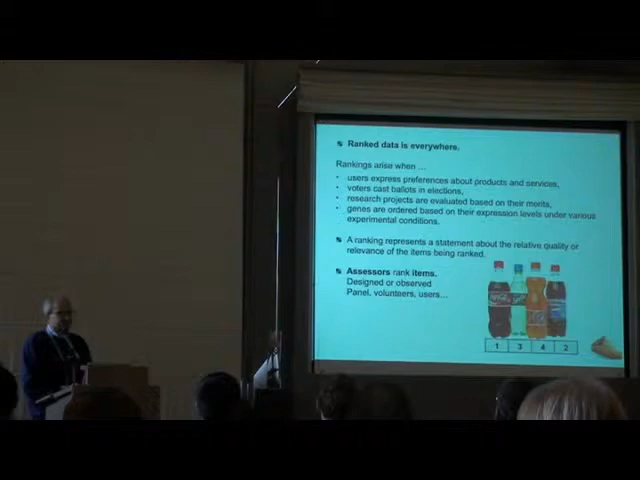 Ranked data is everywhere.
Rankings arise when …
• users express preferences about products and services,
• voters cast ballots in elections,
• research projects are evaluated based on their merits,
• genes are ordered based on their expression levels under various
experimental conditions.
A ranking represents a statement about the relative quality or
relevance of the items being ranked.
Assessors rank items.
Designed or observed
Panel, volunteers, users…
1 3 4 2